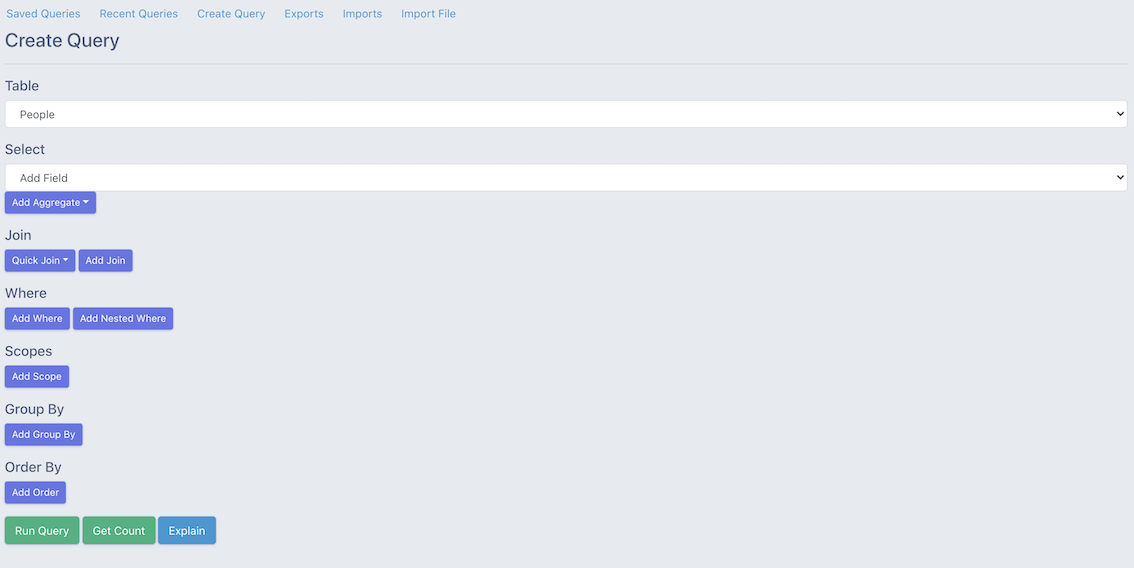 Saved Queries Recent Queries Create Query Exports Imports Import File
Create Query
Table
People
Select
Add Field
Add Aggregate
Join
Quick Join Add Join
Where
Add Where Add Nested Where
Scopes
Add Scope
Group By
Add Group By
Order By
Add Order
Run Query Get Count Explain